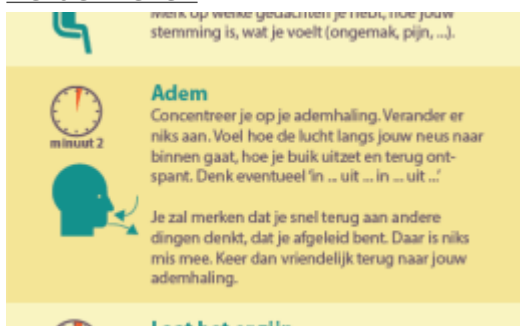 Merk op welke gedachten je hebt, hoe jouw
stemming is, wat je voelt (ongemak, pijn, ...).
minuut 2
Adem
Concentreer je op je ademhaling. Verander er
niks aan. Voel hoe de lucht langs jouw neus naar
binnen gaat, hoe je buik uitzet en terug ont-
spant. Denk eventueel ‘in ... uit ... in ... uit ...’
Je zal merken dat je snel terug aan andere
dingen denkt, dat je afgeleid bent. Daar is niks
mis mee. Keer dan vriendelijk terug naar jouw
ademhaling.